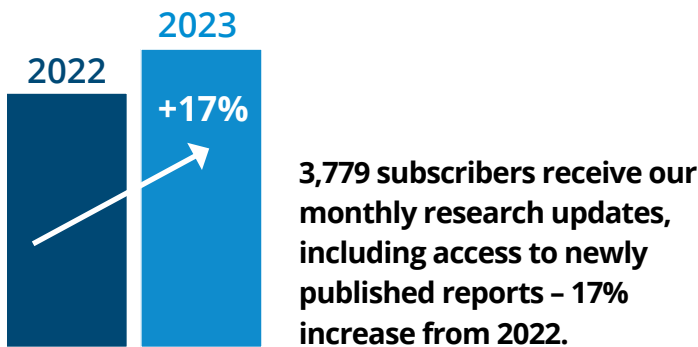 2023
2022
+17%
3,779 subscribers receive our
monthly research updates,
including access to newly
published reports – 17%
increase from 2022.